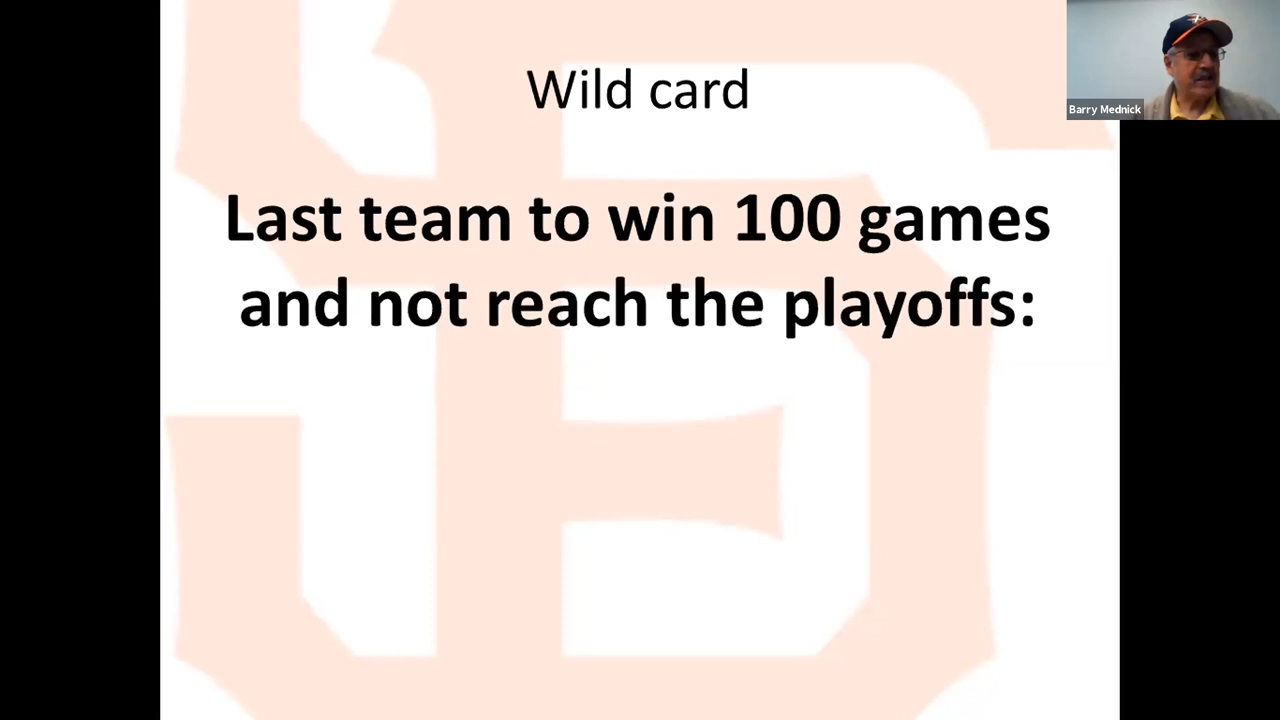 Wild card
Last team to win 100 games
and not reach the playoffs:
Barry Mednick